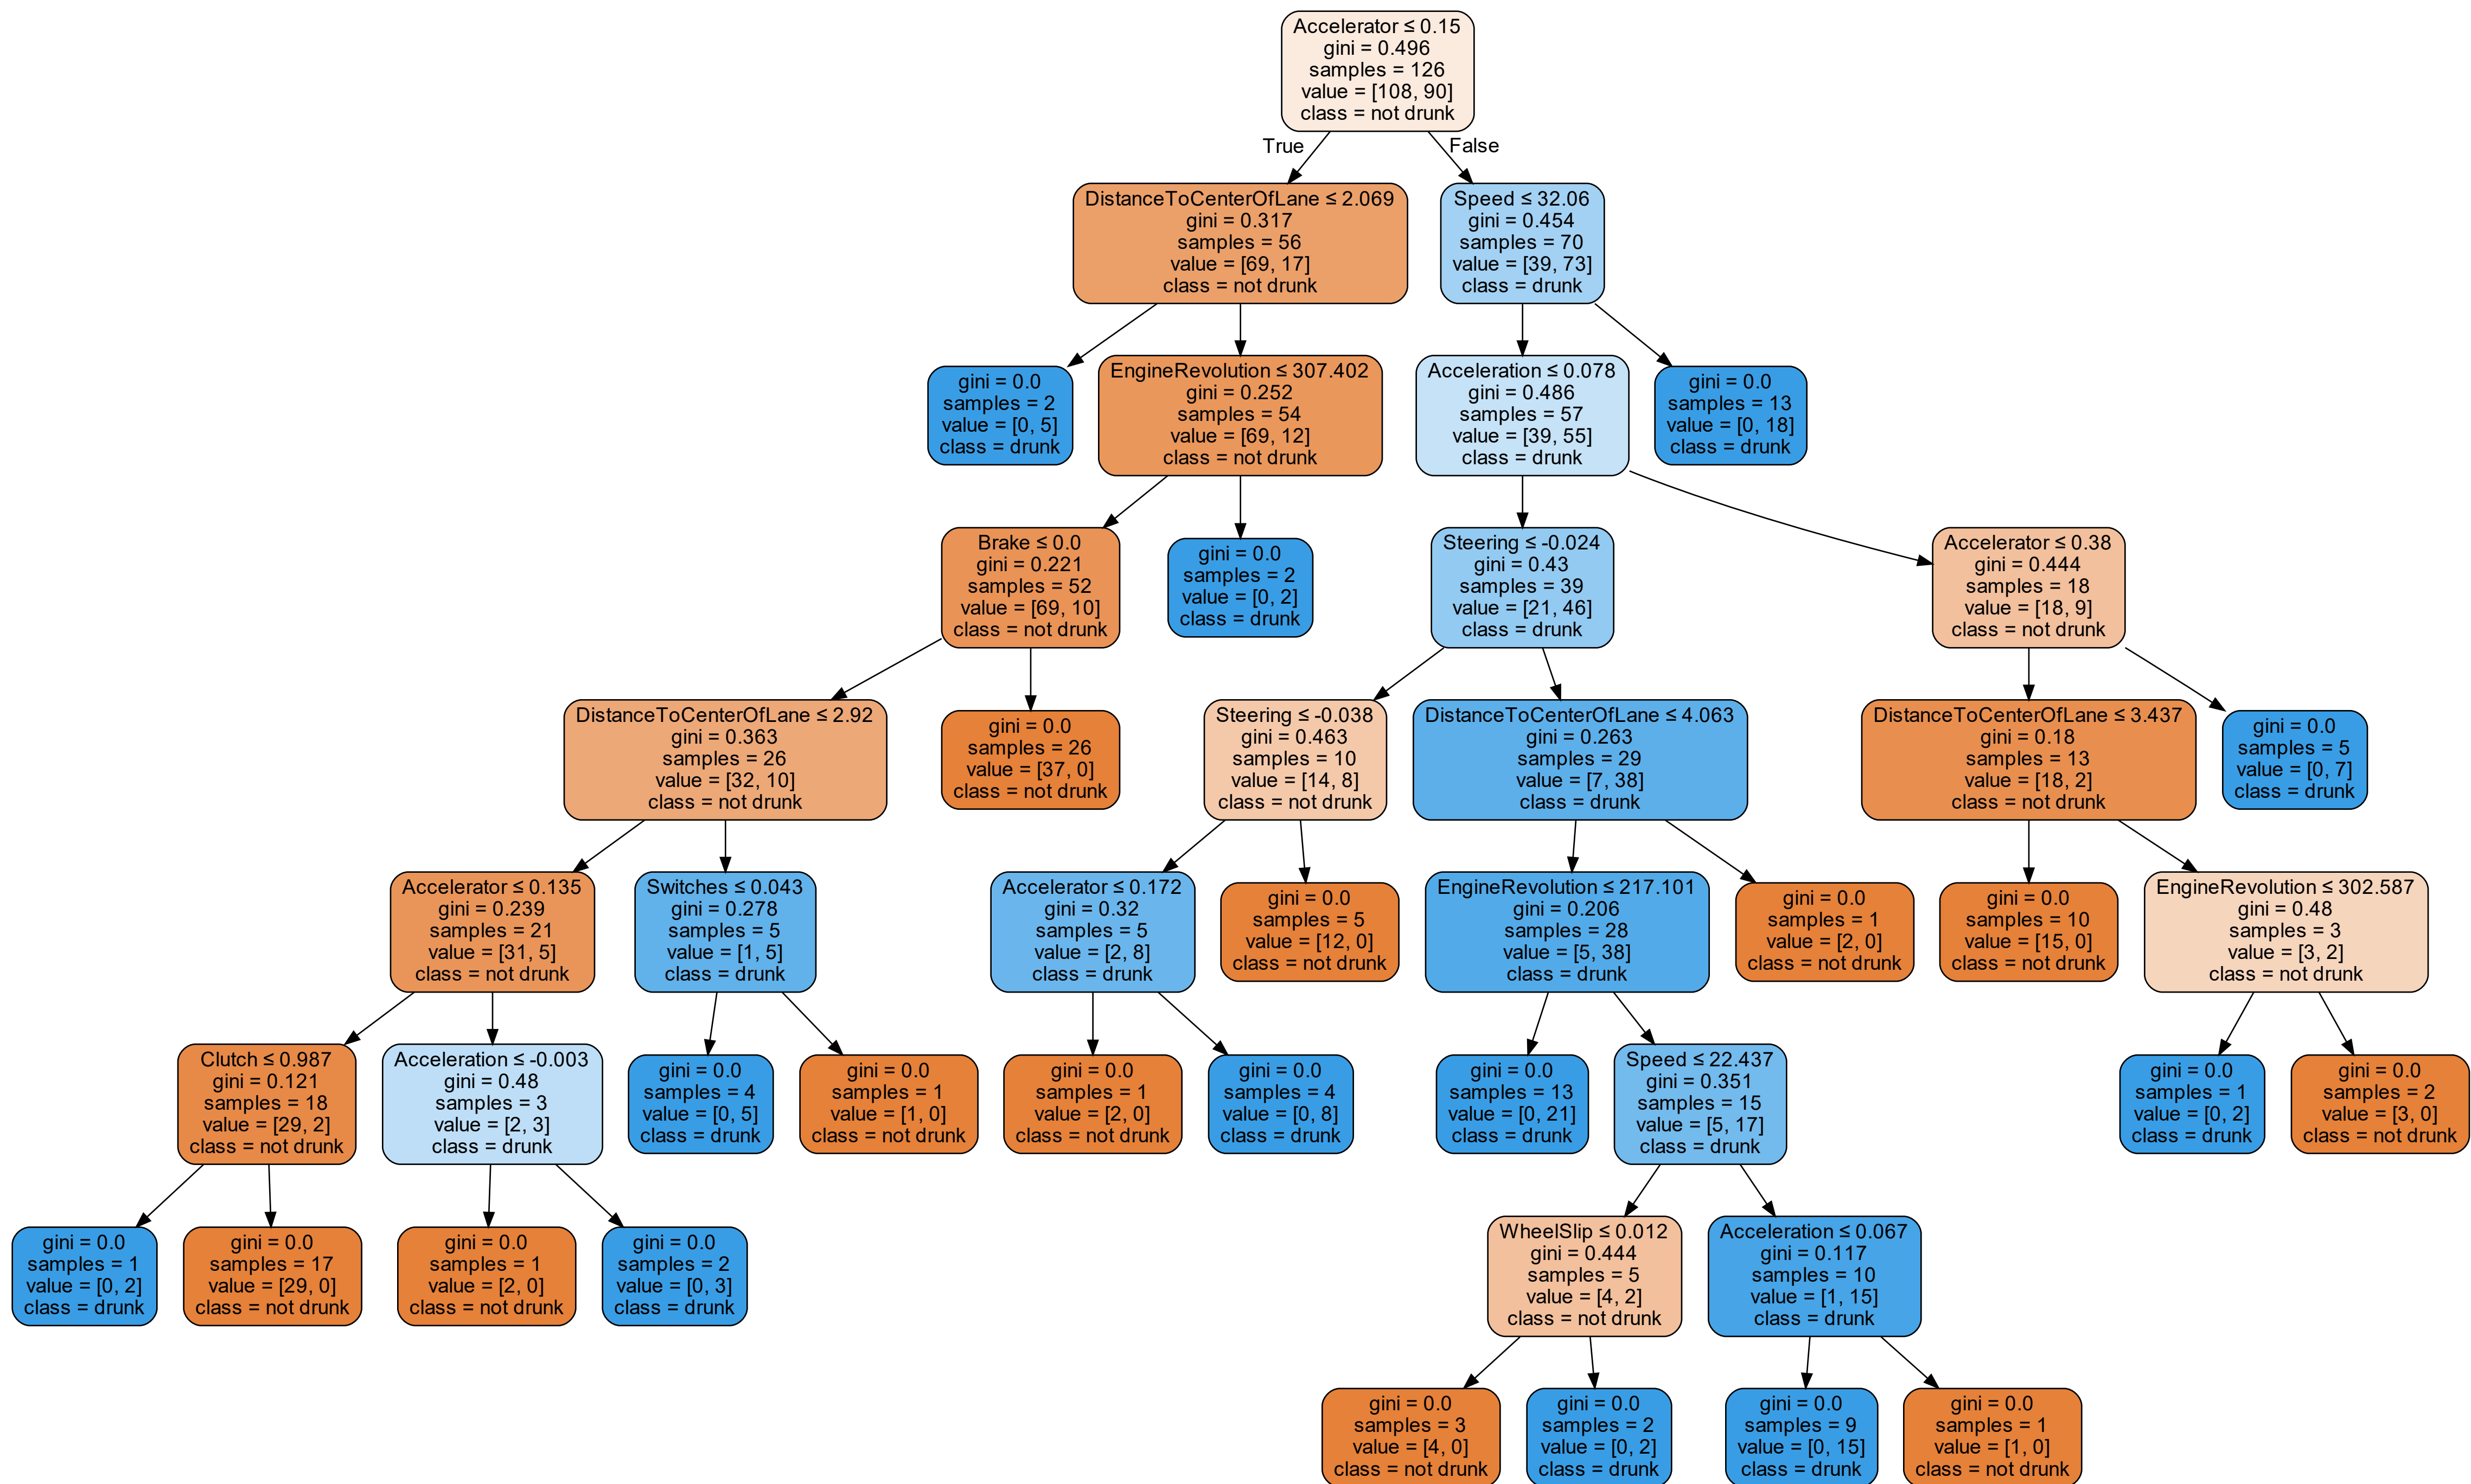 Accelerator ≤ 0.15
gini = 0.496
samples = 126
value = [108, 90]
class = not drunk
True
False
DistanceToCenterOfLane ≤ 2.069
gini = 0.317
samples = 56
value = [69, 17]
class = not drunk
Speed ≤ 32.06
gini = 0.454
samples = 70
value = [39, 73]
class = drunk
gini = 0.0
samples = 2
value = [0, 5]
class = drunk
EngineRevolution ≤ 307.402
gini = 0.252
samples = 54
value = [69, 12]
class = not drunk
Acceleration ≤ 0.078
gini = 0.486
samples = 57
value = [39, 55]
class = drunk
gini = 0.0
samples = 13
value = [0, 18]
class = drunk
Brake ≤ 0.0
gini = 0.221
samples = 52
value = [69, 10]
class = not drunk
gini = 0.0
samples = 2
value = [0, 2]
class = drunk
Steering ≤ -0.024
gini = 0.43
samples = 39
value = [21, 46]
class = drunk
Accelerator ≤ 0.38
gini = 0.444
samples = 18
value = [18, 9]
class = not drunk
DistanceToCenterOfLane ≤ 2.92
gini = 0.363
samples = 26
value = [32, 10]
class = not drunk
gini = 0.0
samples = 26
value = [37, 0]
class = not drunk
Steering ≤ -0.038
gini = 0.463
samples = 10
value = [14, 8]
class = not drunk
DistanceToCenterOfLane ≤ 4.063
gini = 0.263
samples = 29
value = [7, 38]
class = drunk
DistanceToCenterOfLane ≤ 3.437
gini = 0.18
samples = 13
value = [18, 2]
class = not drunk
gini = 0.0
samples = 5
value = [0, 7]
class = drunk
Accelerator ≤ 0.135
gini = 0.239
samples = 21
value = [31, 5]
class = not drunk
Switches ≤ 0.043
gini = 0.278
samples = 5
value = [1, 5]
class = drunk
Accelerator ≤ 0.172
gini = 0.32
samples = 5
value = [2, 8]
class = drunk
gini = 0.0
samples = 5
value = [12, 0]
class = not drunk
EngineRevolution ≤ 217.101
gini = 0.206
samples = 28
value = [5, 38]
class = drunk
gini = 0.0
samples = 1
value = [2, 0]
class = not drunk
gini = 0.0
samples = 10
value = [15, 0]
class = not drunk
EngineRevolution ≤ 302.587
gini = 0.48
samples = 3
value = [3, 2]
class = not drunk
Clutch ≤ 0.987
gini = 0.121
samples = 18
value = [29, 2]
class = not drunk
Acceleration ≤ -0.003
gini = 0.48
samples = 3
value = [2, 3]
class = drunk
gini = 0.0
samples = 4
value = [0, 5]
class = drunk
gini = 0.0
samples = 1
value = [1, 0]
class = not drunk
gini = 0.0
samples = 1
value = [2, 0]
class = not drunk
gini = 0.0
samples = 4
value = [0, 8]
class = drunk
gini = 0.0
samples = 13
value = [0, 21]
class = drunk
Speed ≤ 22.437
gini = 0.351
samples = 15
value = [5, 17]
class = drunk
gini = 0.0
samples = 1
value = [0, 2]
class = drunk
gini = 0.0
samples = 2
value = [3, 0]
class = not drunk
gini = 0.0
samples = 1
value = [0, 2]
class = drunk
gini = 0.0
samples = 17
value = [29, 0]
class = not drunk
gini = 0.0
samples = 1
value = [2, 0]
class = not drunk
gini = 0.0
samples = 2
value = [0, 3]
class = drunk
WheelSlip ≤ 0.012
gini = 0.444
samples = 5
value = [4, 2]
class = not drunk
Acceleration ≤ 0.067
gini = 0.117
samples = 10
value = [1, 15]
class = drunk
gini = 0.0
samples = 3
value = [4, 0]
class = not drunk
gini = 0.0
samples = 2
value = [0, 2]
class = drunk
gini = 0.0
samples = 9
value = [0, 15]
class = drunk
gini = 0.0
samples = 1
value = [1, 0]
class = not drunk